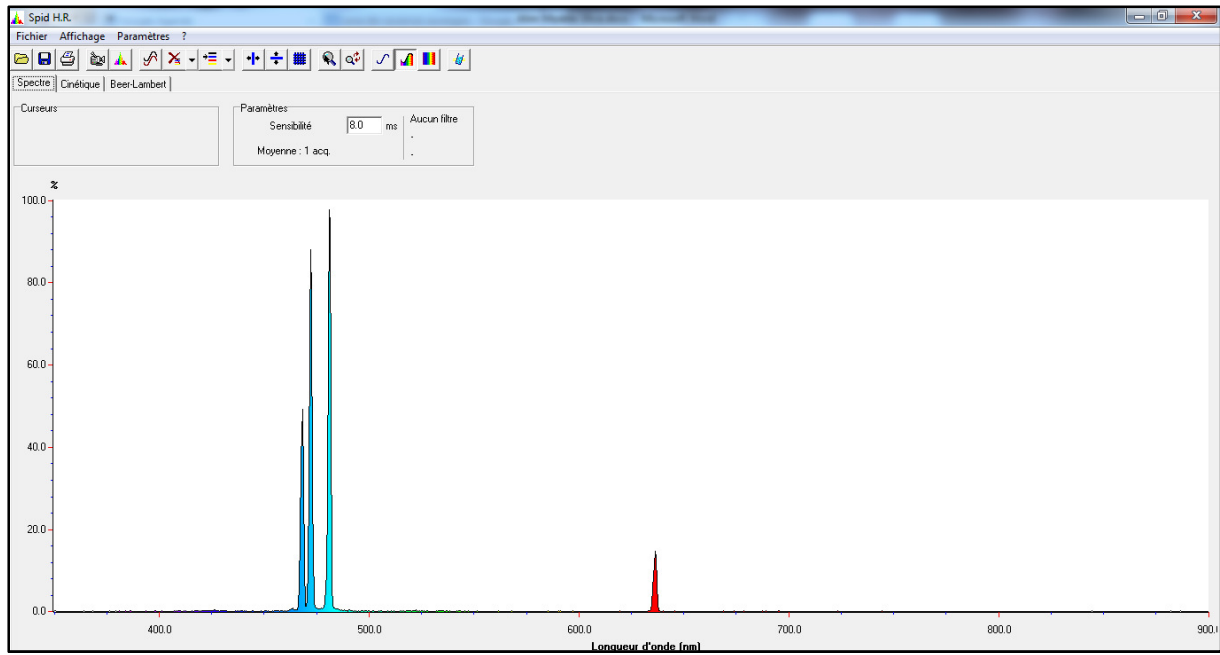 Spid H.R.
Fichier Affichage Paramètres ?
Spectre Cinétique Beer-Lambert
Curseurs
Paramètres
Sensibilité 8.0 ms
Moyenne : 1 acq.
Aucun filtre
.
.
%
100.0
80.0
60.0
40.0
20.0
0.0
400.0 500.0 600.0 700.0 800.0 900.
Longueur d'onde (nm)